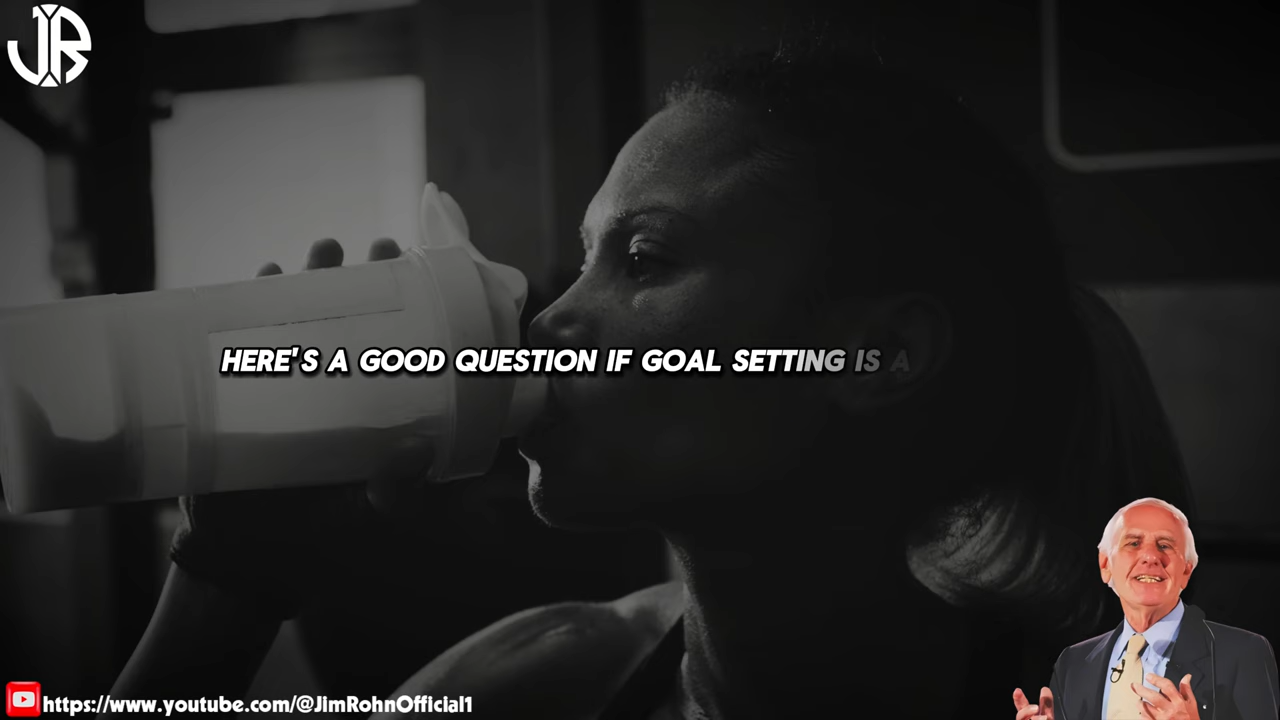 JR
HERE'S A GOOD QUESTION IF GOAL SETTING IS A
https://www.youtube.com/@JimRohnOfficial1